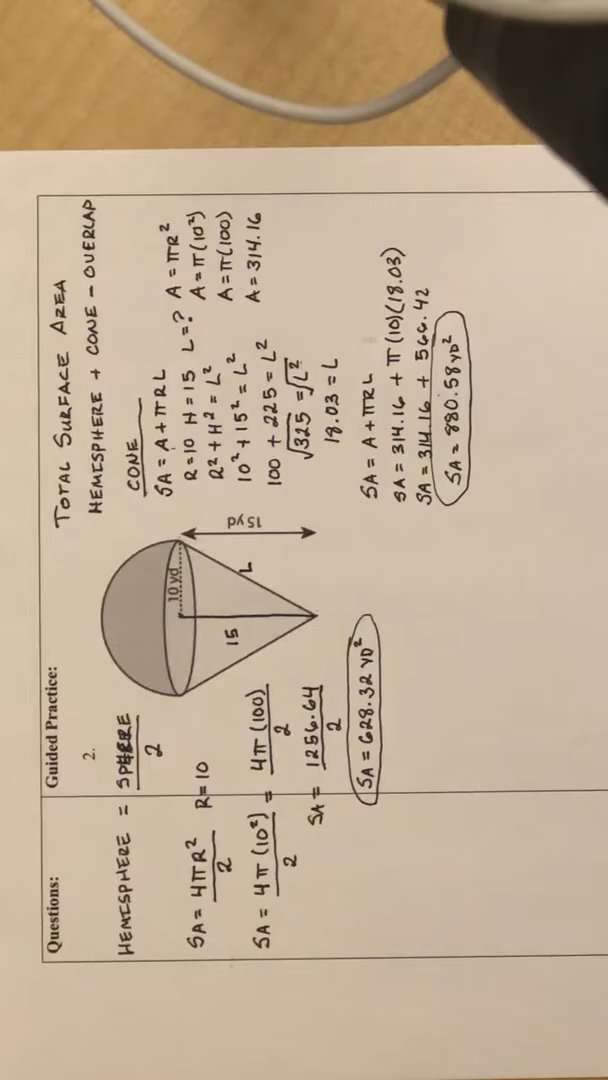 Questions:
Guided Practice:
2.
TOTAL SURFACE AREA
HEMISPHERE + CONE - OVERLAP
HEMISPHERE = SPHERE
2
SA = 4πR²
2
R=10
SA = 4π(10²) = 4π(100)
2 2
SA = 1256.64
2
SA = 628.32 YD²
10 yd
15
15yd
L
CONE
SA = A + πRL
R=10 H=15 L=?
R²+H²=L²
10²+15²=L²
100+225=L²
√325=√L²
18.03=L
A=πR²
A=π(10²)
A=π(100)
A=314.16
SA = A+πRL
SA = 314.16 + π(10)(18.03)
SA = 314.16 + 566.42
SA = 880.58 YD²